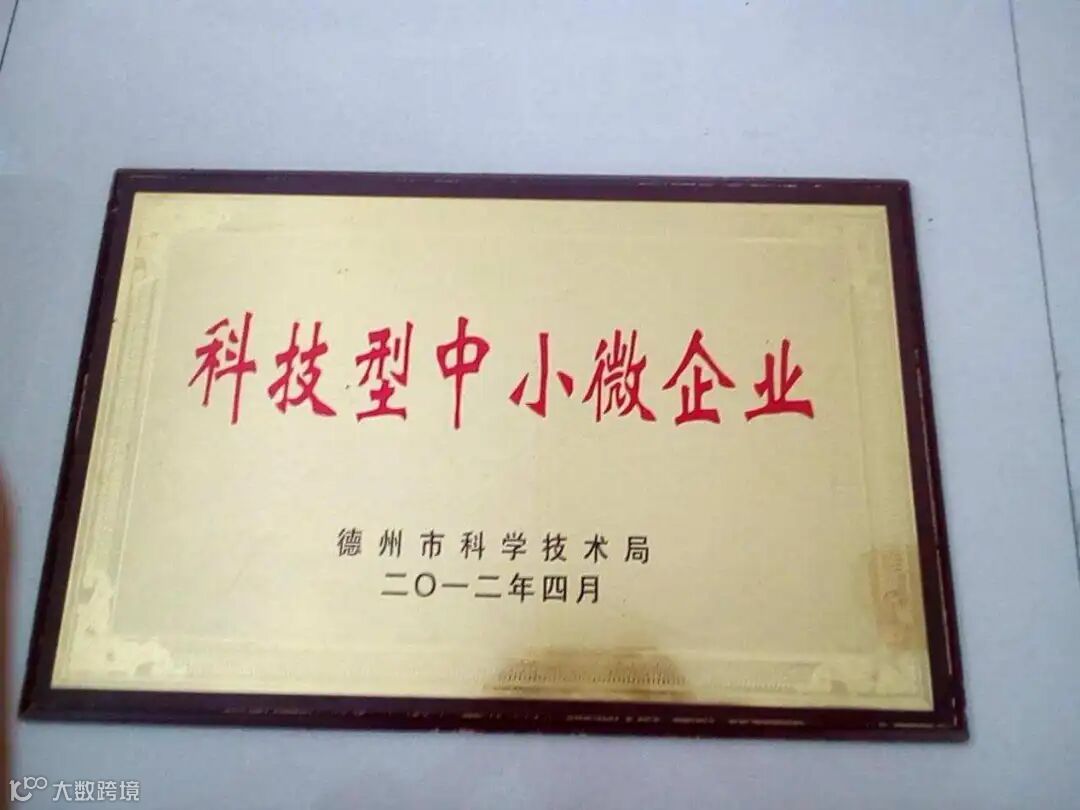 科技型中小微企业
德州市科学技术局
二〇一二年四月
大数跨境